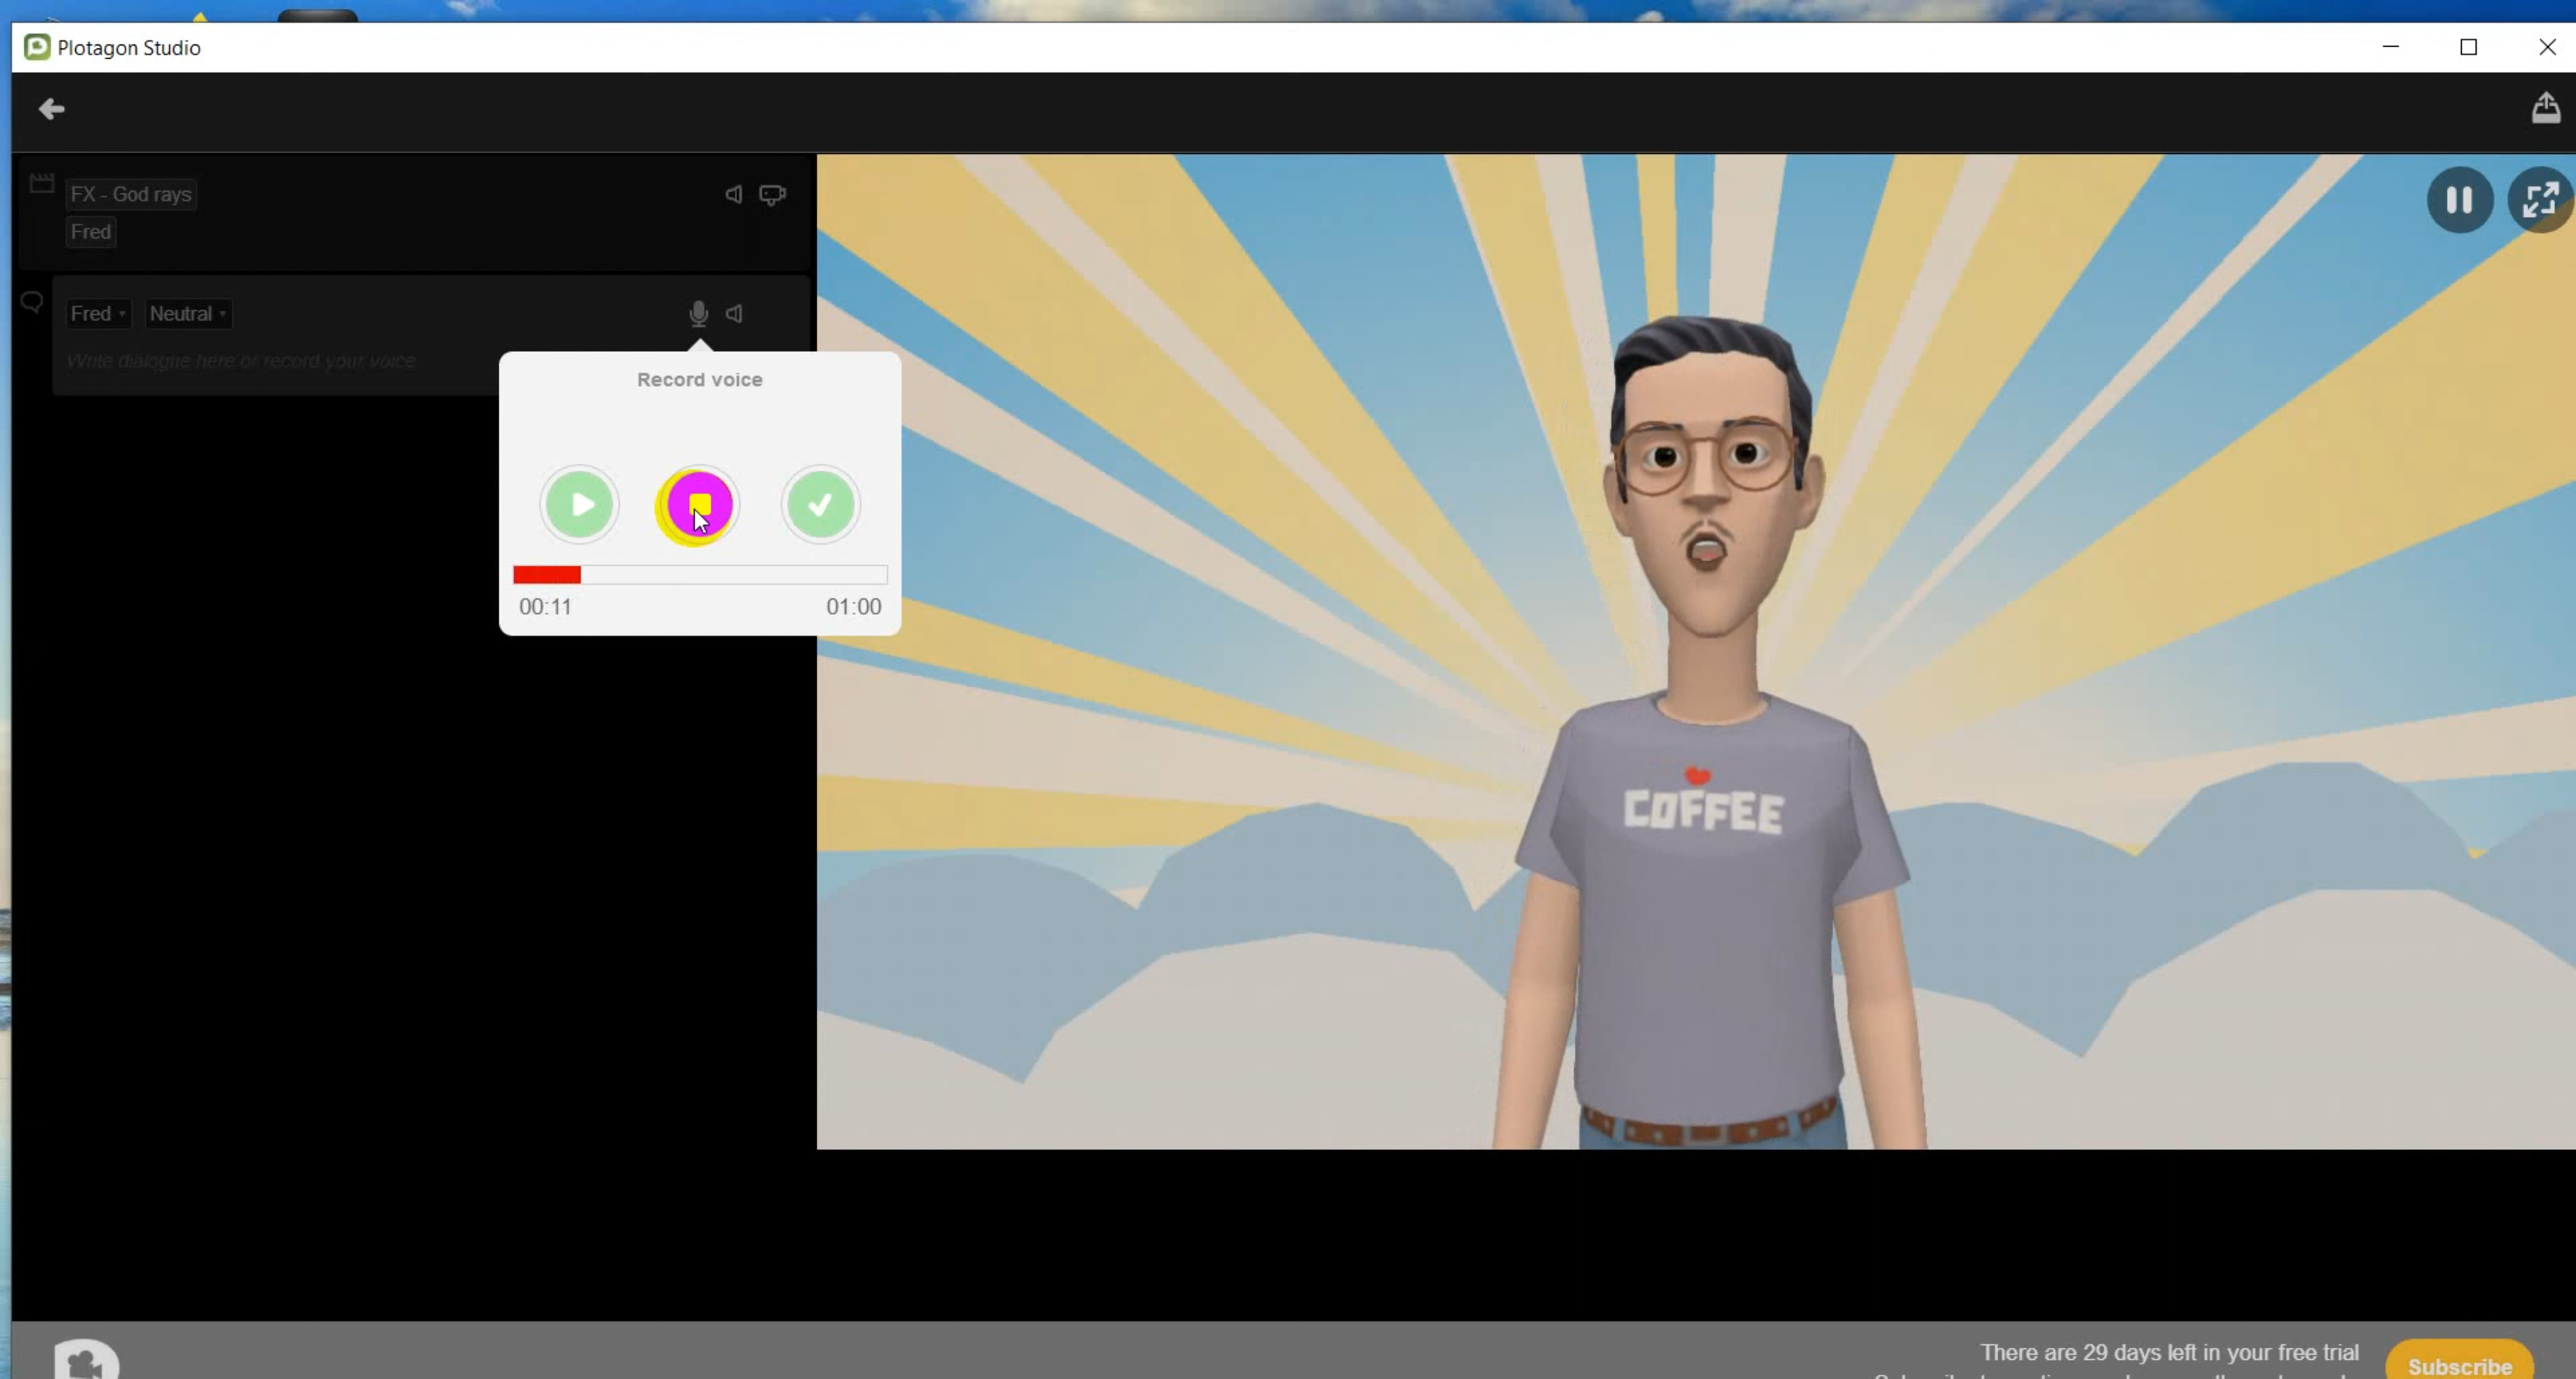 Plotagon Studio
FX - God rays
Fred
Fred
Neutral
Write dialogue here or record your voice
Record voice
00:11
01:00
COFFEE
There are 29 days left in your free trial
Subscribe